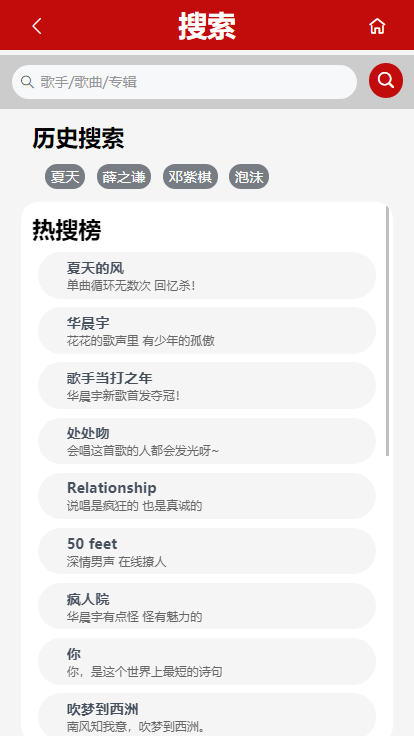 搜索
歌手/歌曲/专辑
历史搜索
夏天 薛之谦 邓紫棋 泡沫
热搜榜
夏天的风
单曲循环无数次 回忆杀!
华晨宇
花花的歌声里 有少年的孤傲
歌手当打之年
华晨宇新歌首发夺冠!
处处吻
会唱这首歌的人都会发光呀~
Relationship
说唱是疯狂的 也是真诚的
50 feet
深情男声 在线撩人
疯人院
华晨宇有点怪 怪有魅力的
你
你，是这个世界上最短的诗句
吹梦到西洲
南风知我意，吹梦到西洲。